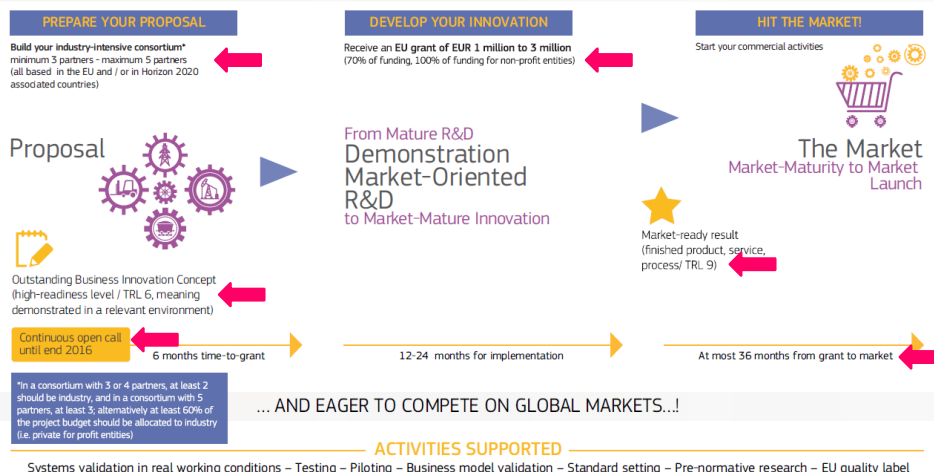 PREPARE YOUR PROPOSAL
Build your industry-intensive consortium*
minimum 3 partners - maximum 5 partners
(all based in the EU and / or in Horizon 2020
associated countries)
Proposal
Outstanding Business Innovation Concept
(high-readiness level / TRL 6, meaning
demonstrated in a relevant environment)
Continuous open call
until end 2016
6 months time-to-grant
*In a consortium with 3 or 4 partners, at least 2
should be industry, and in a consortium with 5
partners, at least 3; alternatively at least 60% of
the project budget should be allocated to industry
(i.e. private for profit entities)
DEVELOP YOUR INNOVATION
Receive an EU grant of EUR 1 million to 3 million
(70% of funding, 100% of funding for non-profit entities)
From Mature R&D
Demonstration
Market-Oriented
R&D
to Market-Mature Innovation
12-24 months for implementation
HIT THE MARKET!
Start your commercial activities
The Market
Market-Maturity to Market
Launch
Market-ready result
(finished product, service,
process/ TRL 9)
At most 36 months from grant to market
... AND EAGER TO COMPETE ON GLOBAL MARKETS...!
ACTIVITIES SUPPORTED
Systems validation in real working conditions – Testing – Piloting – Business model validation – Standard setting – Pre-normative research – EU quality label